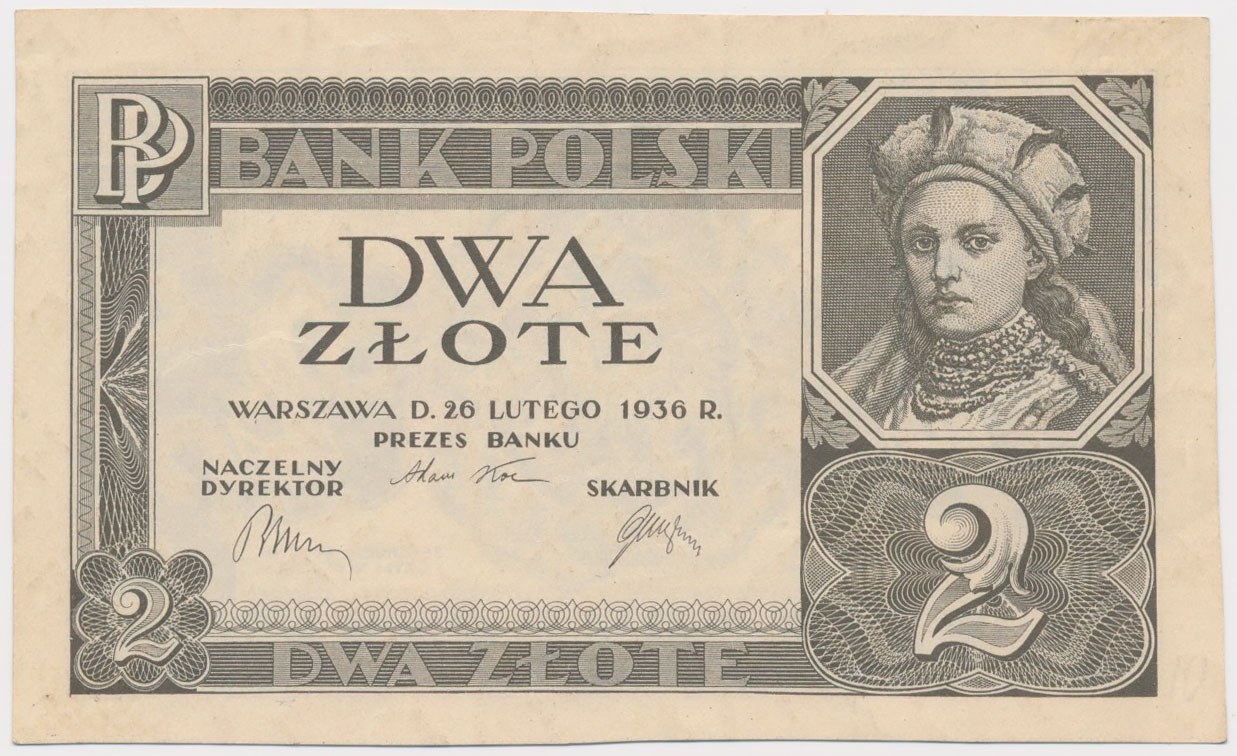 BP
BANK POLSKI
DWA
ZŁOTE
WARSZAWA D. 26 LUTEGO 1936 R.
PREZES BANKU
NACZELNY
DYREKTOR
Adam Koc
SKARBNIK
2
2
DWA ZŁOTE